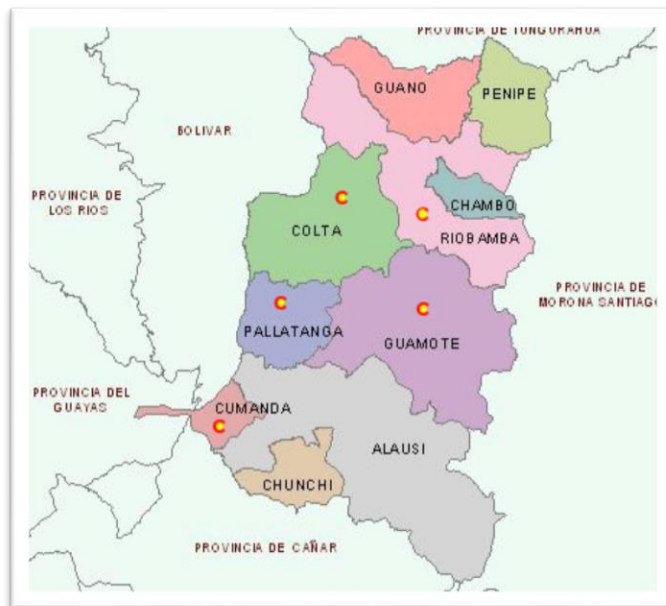 PROVINCIA DE TUNGURAHUA
GUANO
PENIPE
BOLIVAR
PROVINCIA DE
LOS RIOS
C
CHAMBO
C
COLTA
RIOBAMBA
PROVINCIA DE
MORONA SANTIAGO
C
C
PALLATANGA
GUAMOTE
PROVINCIA DEL
GUAYAS
CUMANDA
C
ALAUSI
CHUNCHI
PROVINCIA DE CAÑAR